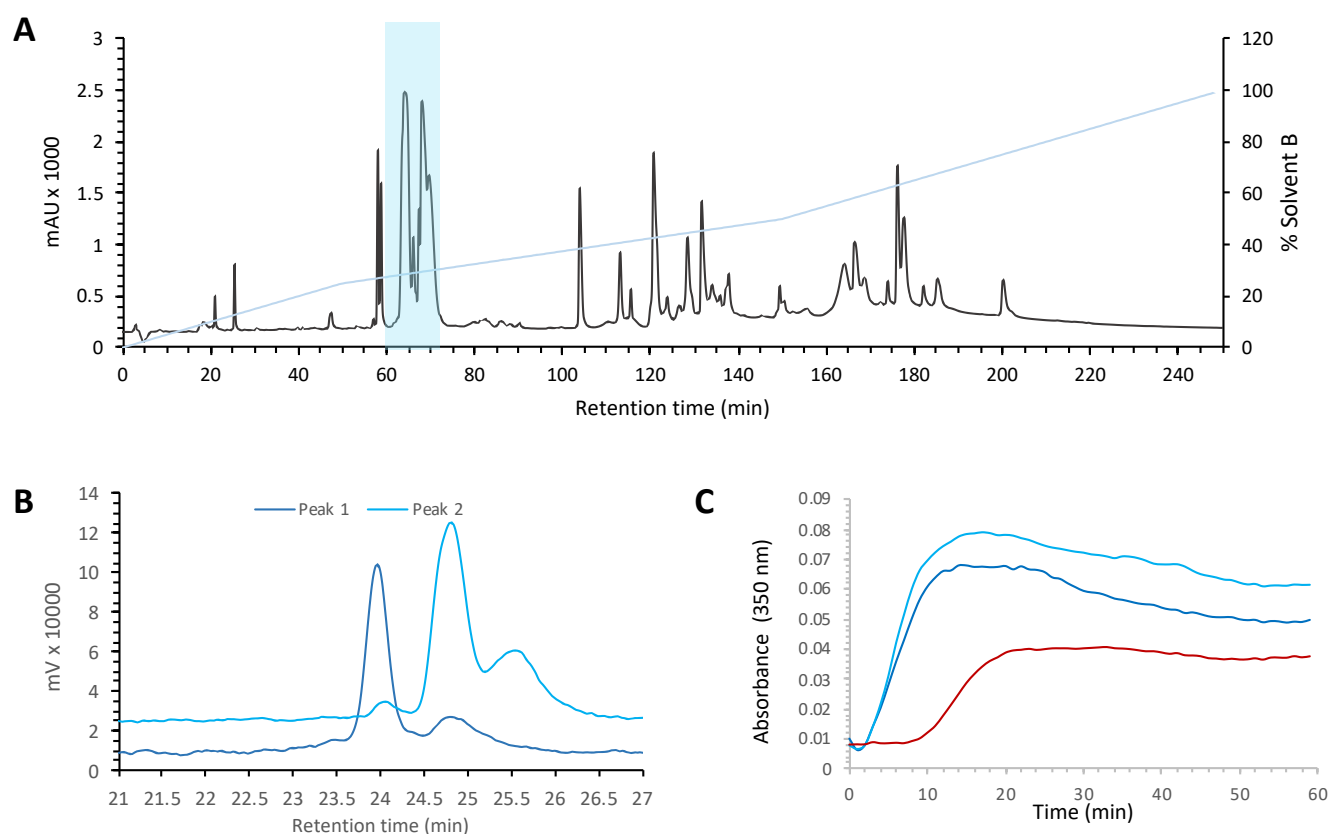 A
3
2.5
2
1.5
1
0.5
0
mAU x 1000
120
100
80
60
40
20
0
% Solvent B
0 20 40 60 80 100 120 140 160 180 200 220 240
Retention time (min)
B
14
12
10
8
6
4
2
0
mV x 10000
Peak 1 Peak 2
21 21.5 22 22.5 23 23.5 24 24.5 25 25.5 26 26.5 27
Retention time (min)
C
0.09
0.08
0.07
0.06
0.05
0.04
0.03
0.02
0.01
0
Absorbance (350 nm)
0 10 20 30 40 50 60
Time (min)